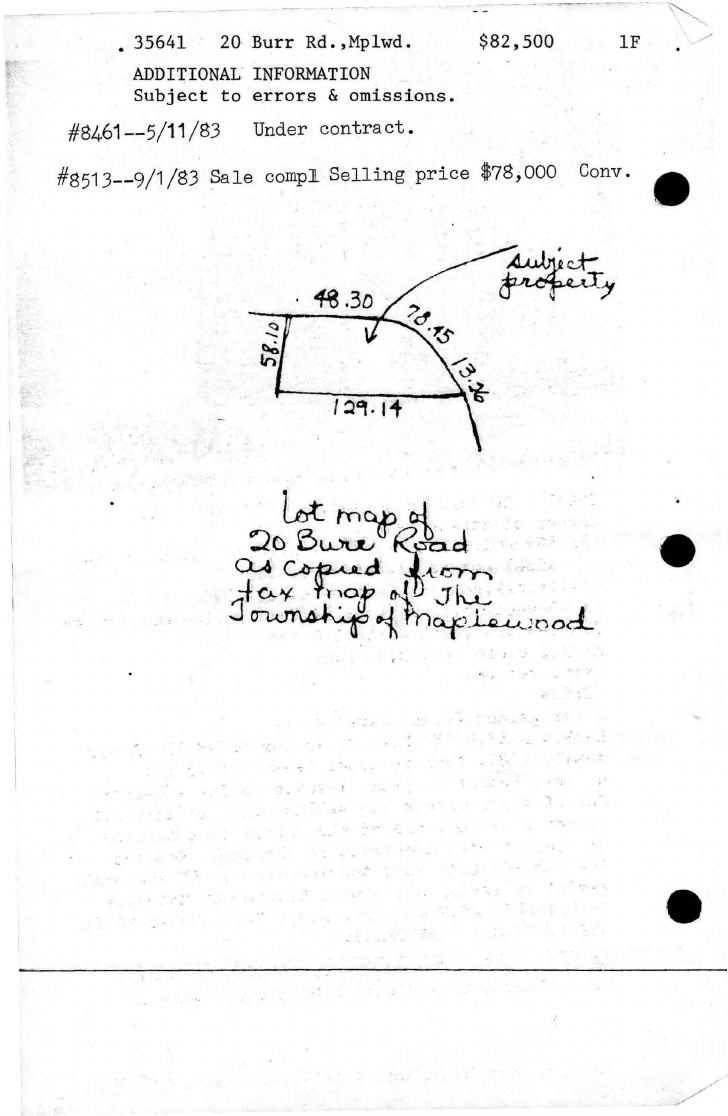 35641 20 Burr Rd.,Mplwd. $82,500 1F
ADDITIONAL INFORMATION
Subject to errors & omissions.
#8461--5/11/83 Under contract.
#8513--9/1/83 Sale compl Selling price $78,000 Conv.
subject
property
48.30
78.45
58.10
13.26
129.14
Lot map of
20 Burr Road
as copied from
tax map of The
Township of Maplewood